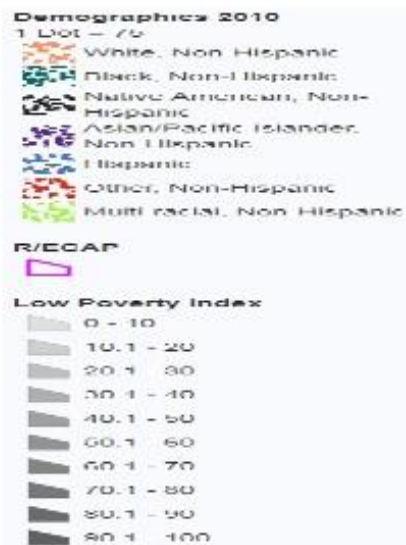 Demographics 2010
1 Dot = 75
White, Non-Hispanic
Black, Non-Hispanic
Native American, Non-
Hispanic
Asian/Pacific Islander,
Non-Hispanic
Hispanic
Other, Non-Hispanic
Multi-racial, Non-Hispanic
R/ECAP
Low Poverty Index
0 - 10
10.1 - 20
20.1 - 30
30.1 - 40
40.1 - 50
50.1 - 60
60.1 - 70
70.1 - 80
80.1 - 90
90.1 - 100